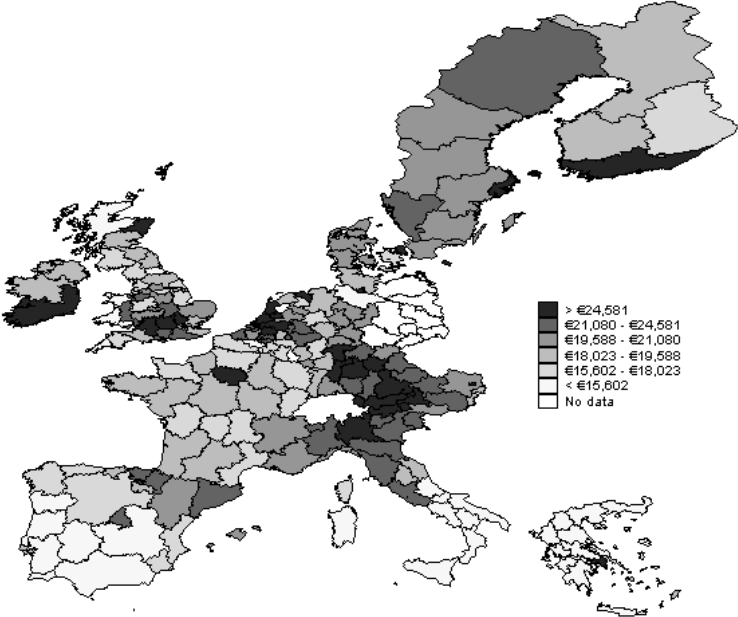 > €24,581
€21,080 - €24,581
€19,588 - €21,080
€18,023 - €19,588
€15,602 - €18,023
< €15,602
No data